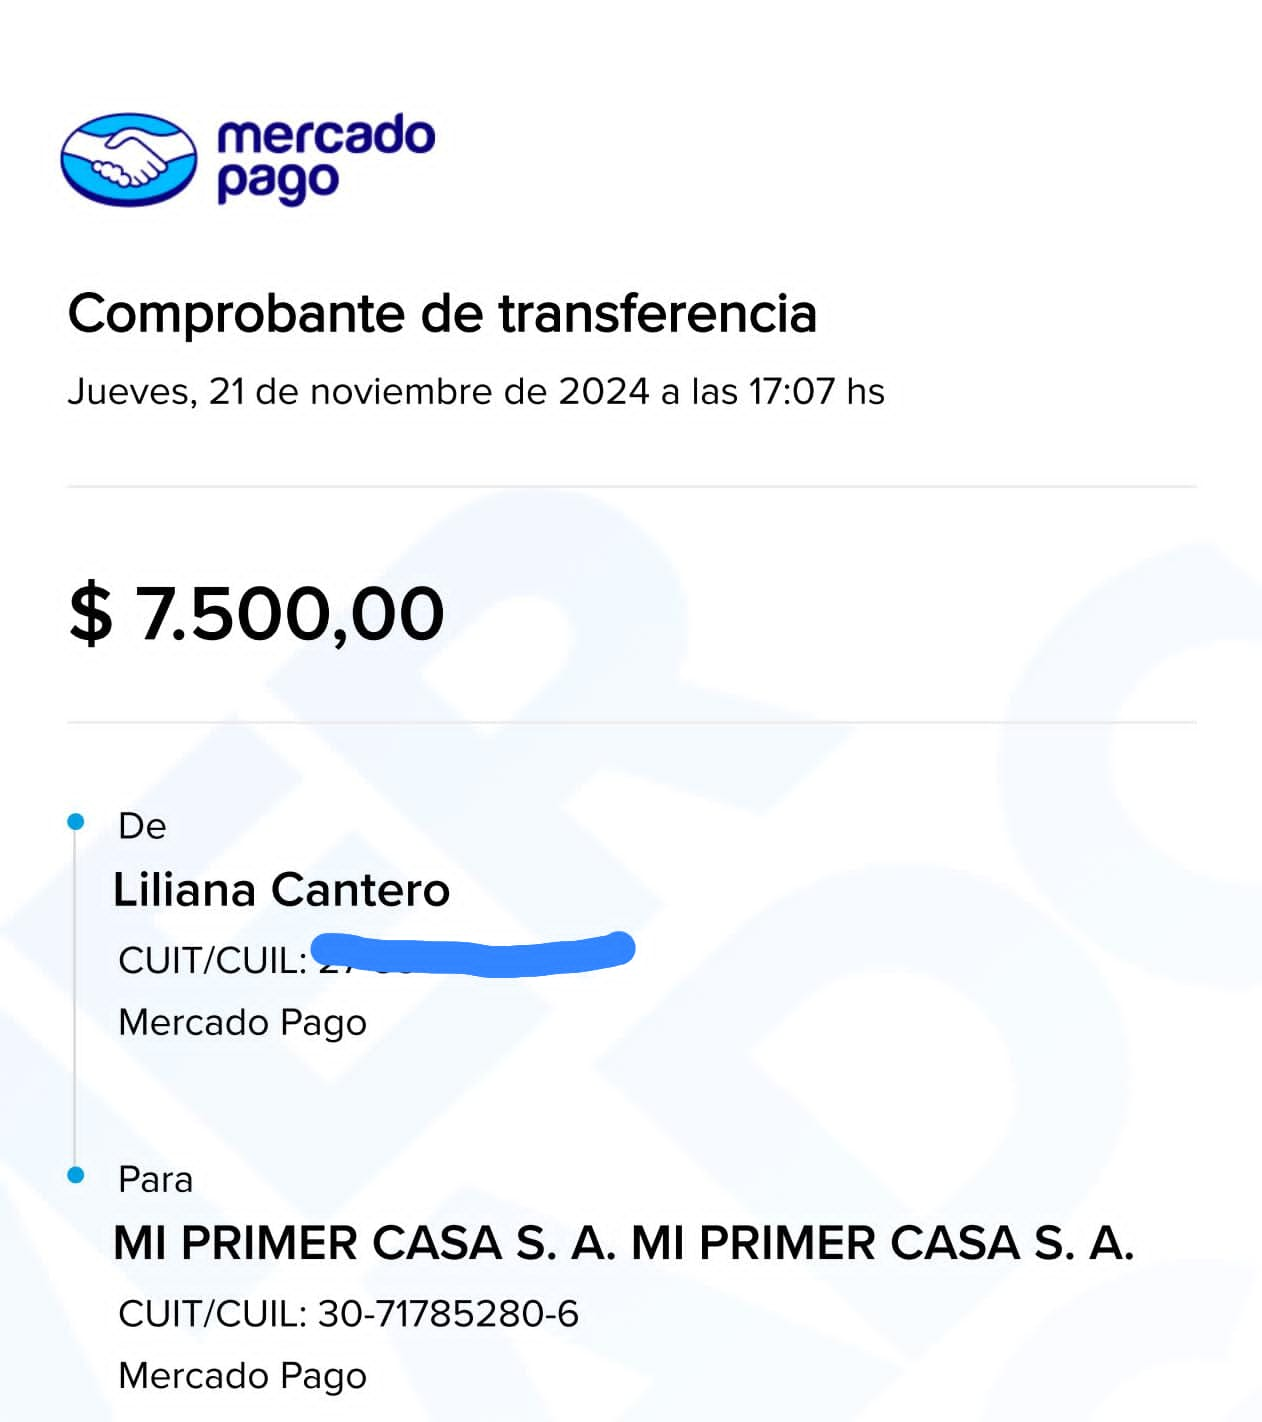 mercado
pago
Comprobante de transferencia
Jueves, 21 de noviembre de 2024 a las 17:07 hs
$ 7.500,00
De
Liliana Cantero
CUIT/CUIL:
Mercado Pago
Para
MI PRIMER CASA S. A. MI PRIMER CASA S. A.
CUIT/CUIL: 30-71785280-6
Mercado Pago